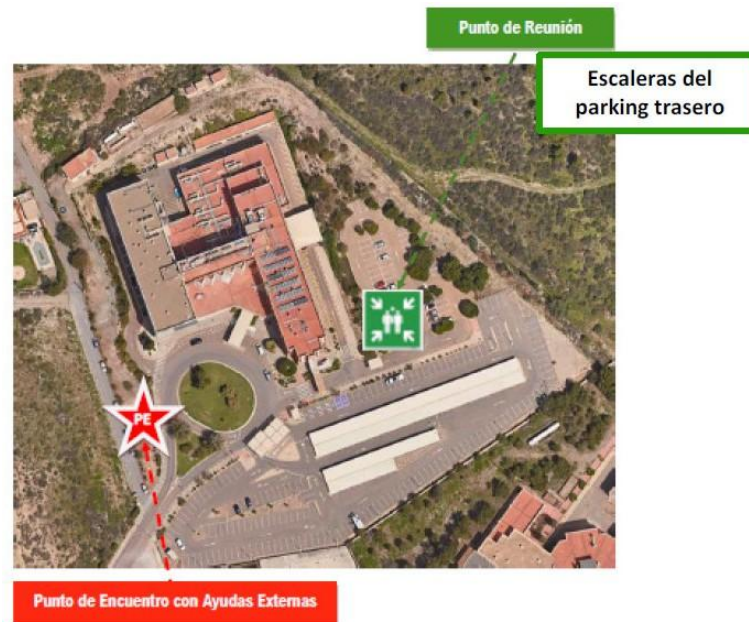 Punto de Reunión
Escaleras del
parking trasero
PE
Punto de Encuentro con Ayudas Externas